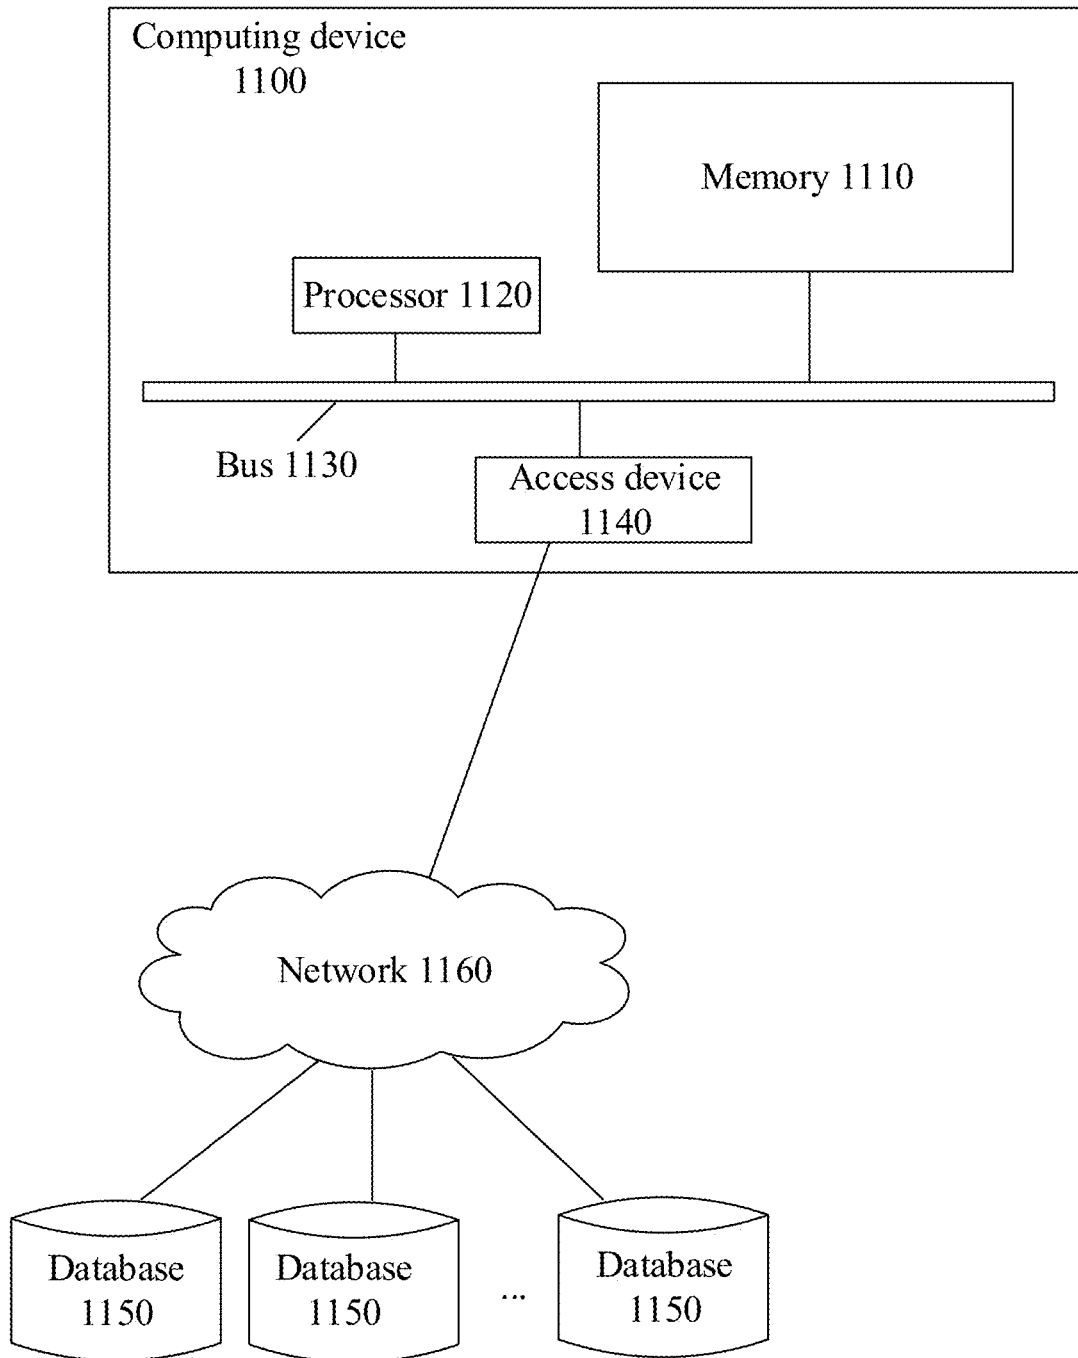 Computing device
1100
Memory 1110
Processor 1120
Bus 1130
Access device
1140
Network 1160
Database
1150
Database
1150
...
Database
1150